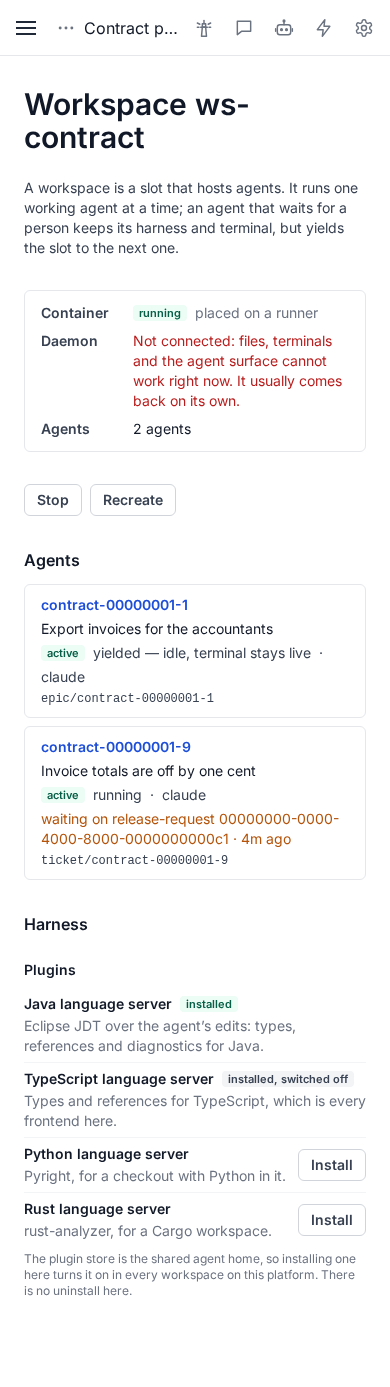 ··· Contract p...
Workspace ws-
contract
A workspace is a slot that hosts agents. It runs one
working agent at a time; an agent that waits for a
person keeps its harness and terminal, but yields
the slot to the next one.
Container running placed on a runner
Daemon Not connected: files, terminals
and the agent surface cannot
work right now. It usually comes
back on its own.
Agents 2 agents
Stop Recreate
Agents
contract-00000001-1
Export invoices for the accountants
active yielded — idle, terminal stays live ·
claude
epic/contract-00000001-1
contract-00000001-9
Invoice totals are off by one cent
active running · claude
waiting on release-request 00000000-0000-
4000-8000-0000000000c1 · 4m ago
ticket/contract-00000001-9
Harness
Plugins
Java language server installed
Eclipse JDT over the agent’s edits: types,
references and diagnostics for Java.
TypeScript language server installed, switched off
Types and references for TypeScript, which is every
frontend here.
Python language server
Pyright, for a checkout with Python in it.
Install
Rust language server
rust-analyzer, for a Cargo workspace.
Install
The plugin store is the shared agent home, so installing one
here turns it on in every workspace on this platform. There
is no uninstall here.